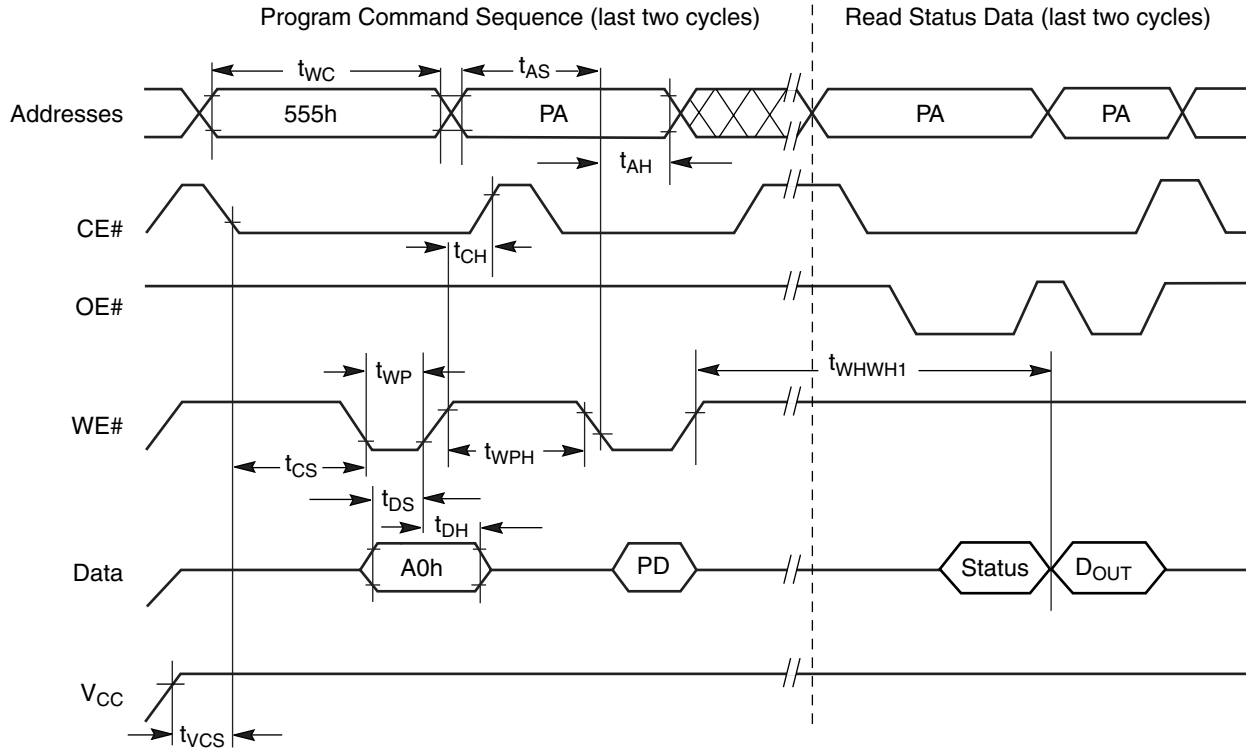 Program Command Sequence (last two cycles)
Read Status Data (last two cycles)
tWC
tAS
Addresses
555h
PA
PA
PA
tAH
CE#
tCH
OE#
tWP
tWHWH1
WE#
tCS
tWPH
tDS
tDH
Data
A0h
PD
Status
DOUT
VCC
tVCS